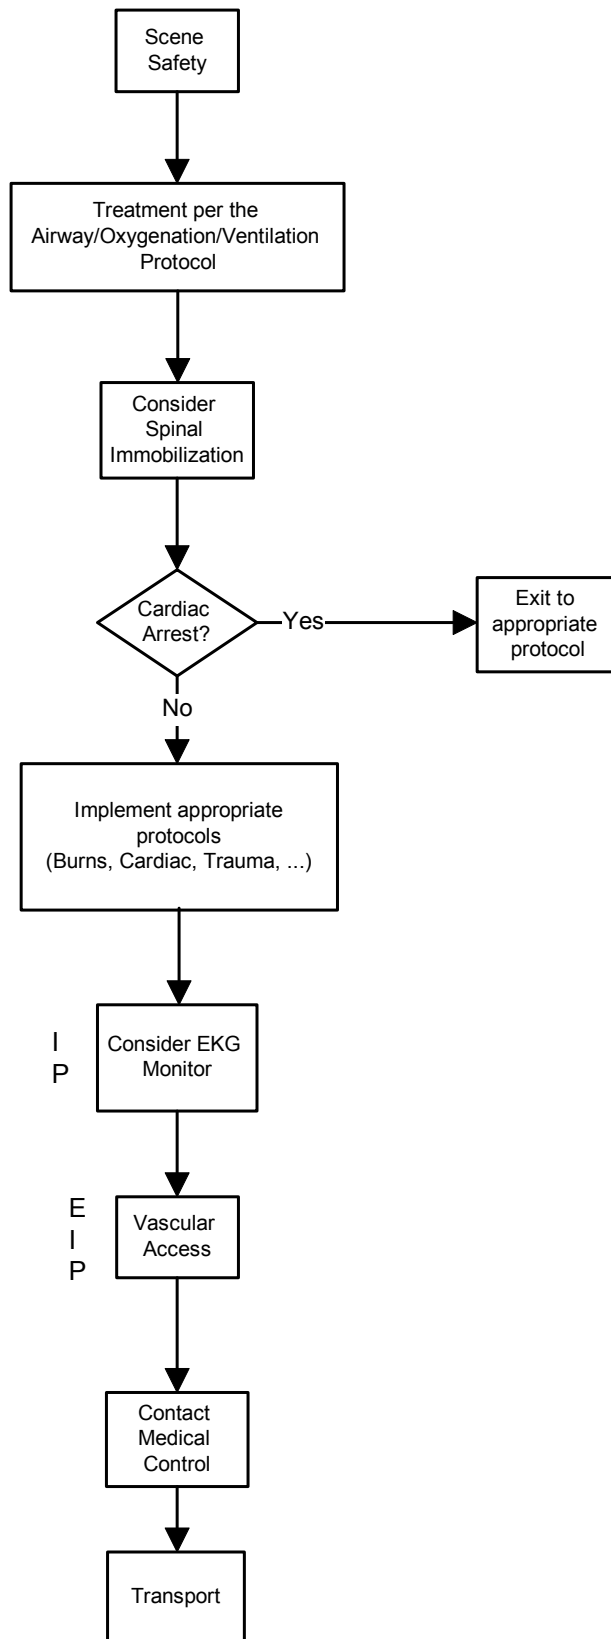 Scene
Safety
Treatment per the
Airway/Oxygenation/Ventilation
Protocol
Consider
Spinal
Immobilization
Cardiac
Arrest?
Yes
Exit to
appropriate
protocol
No
Implement appropriate
protocols
(Burns, Cardiac, Trauma, ...)
I
P
Consider EKG
Monitor
E
I
P
Vascular
Access
Contact
Medical
Control
Transport